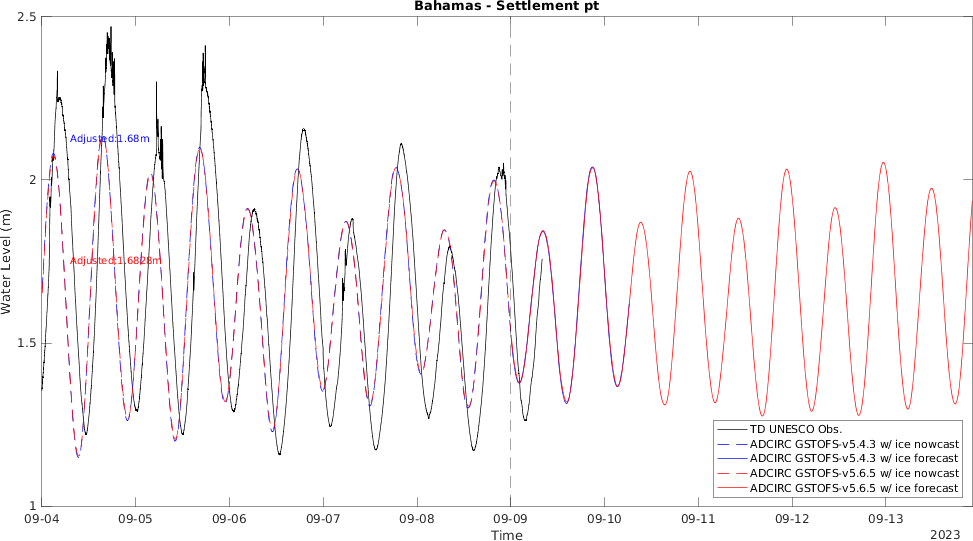 Bahamas - Settlement pt
2.5
2
1.5
1
Water Level (m)
Adjusted:1.68m
Adjusted:1.6828m
TD UNESCO Obs.
ADCIRC GSTOFS-v5.4.3 w/ ice nowcast
ADCIRC GSTOFS-v5.4.3 w/ ice forecast
ADCIRC GSTOFS-v5.6.5 w/ ice nowcast
ADCIRC GSTOFS-v5.6.5 w/ ice forecast
09-04 09-05 09-06 09-07 09-08 09-09 09-10 09-11 09-12 09-13
Time
2023